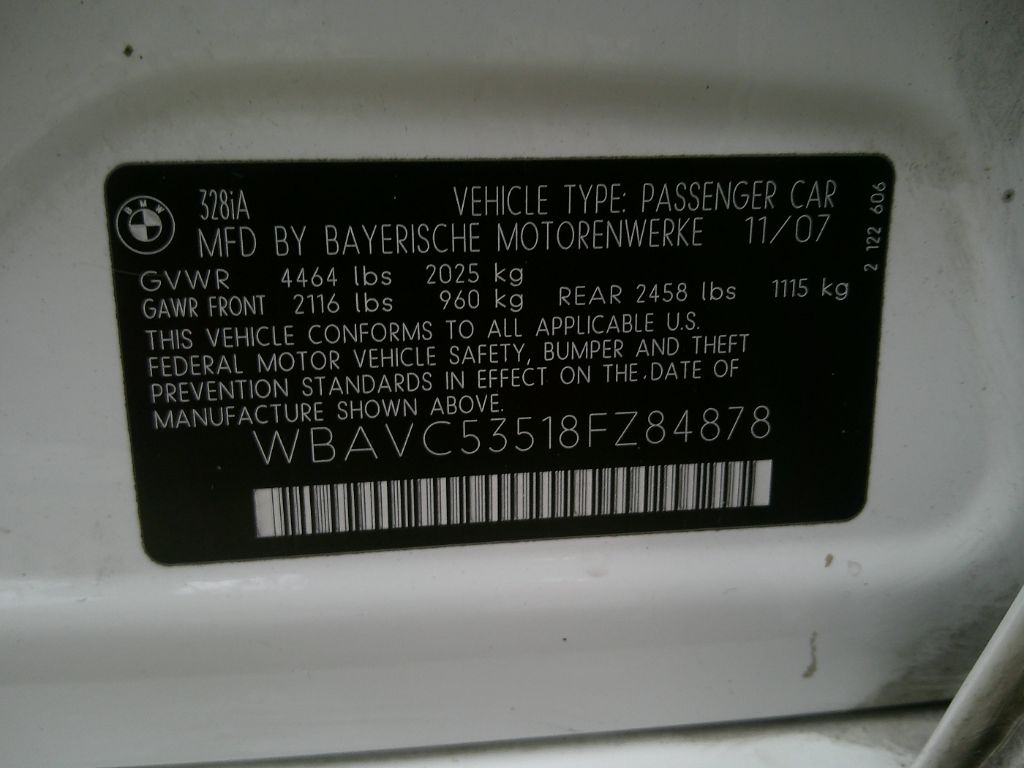 BMW
328iA VEHICLE TYPE: PASSENGER CAR
MFD BY BAYERISCHE MOTORENWERKE 11/07
GVWR 4464 lbs 2025 kg
GAWR FRONT 2116 lbs 960 kg REAR 2458 lbs 1115 kg
THIS VEHICLE CONFORMS TO ALL APPLICABLE U.S.
FEDERAL MOTOR VEHICLE SAFETY, BUMPER AND THEFT
PREVENTION STANDARDS IN EFFECT ON THE DATE OF
MANUFACTURE SHOWN ABOVE.
WBAVC53518FZ84878
2 122 606